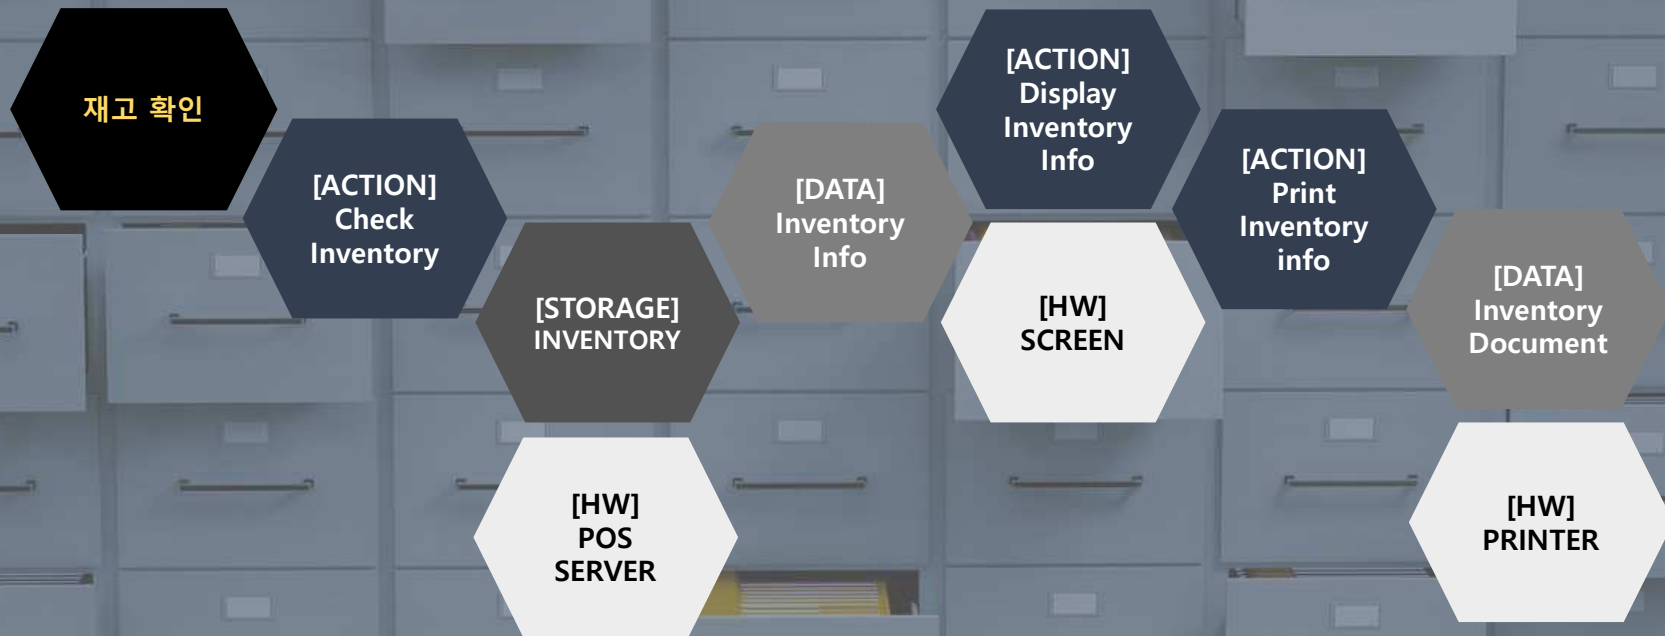 재고 확인
[ACTION]
Check
Inventory
[STORAGE]
INVENTORY
[HW]
POS
SERVER
[DATA]
Inventory
Info
[ACTION]
Display
Inventory
Info
[HW]
SCREEN
[ACTION]
Print
Inventory
info
[DATA]
Inventory
Document
[HW]
PRINTER